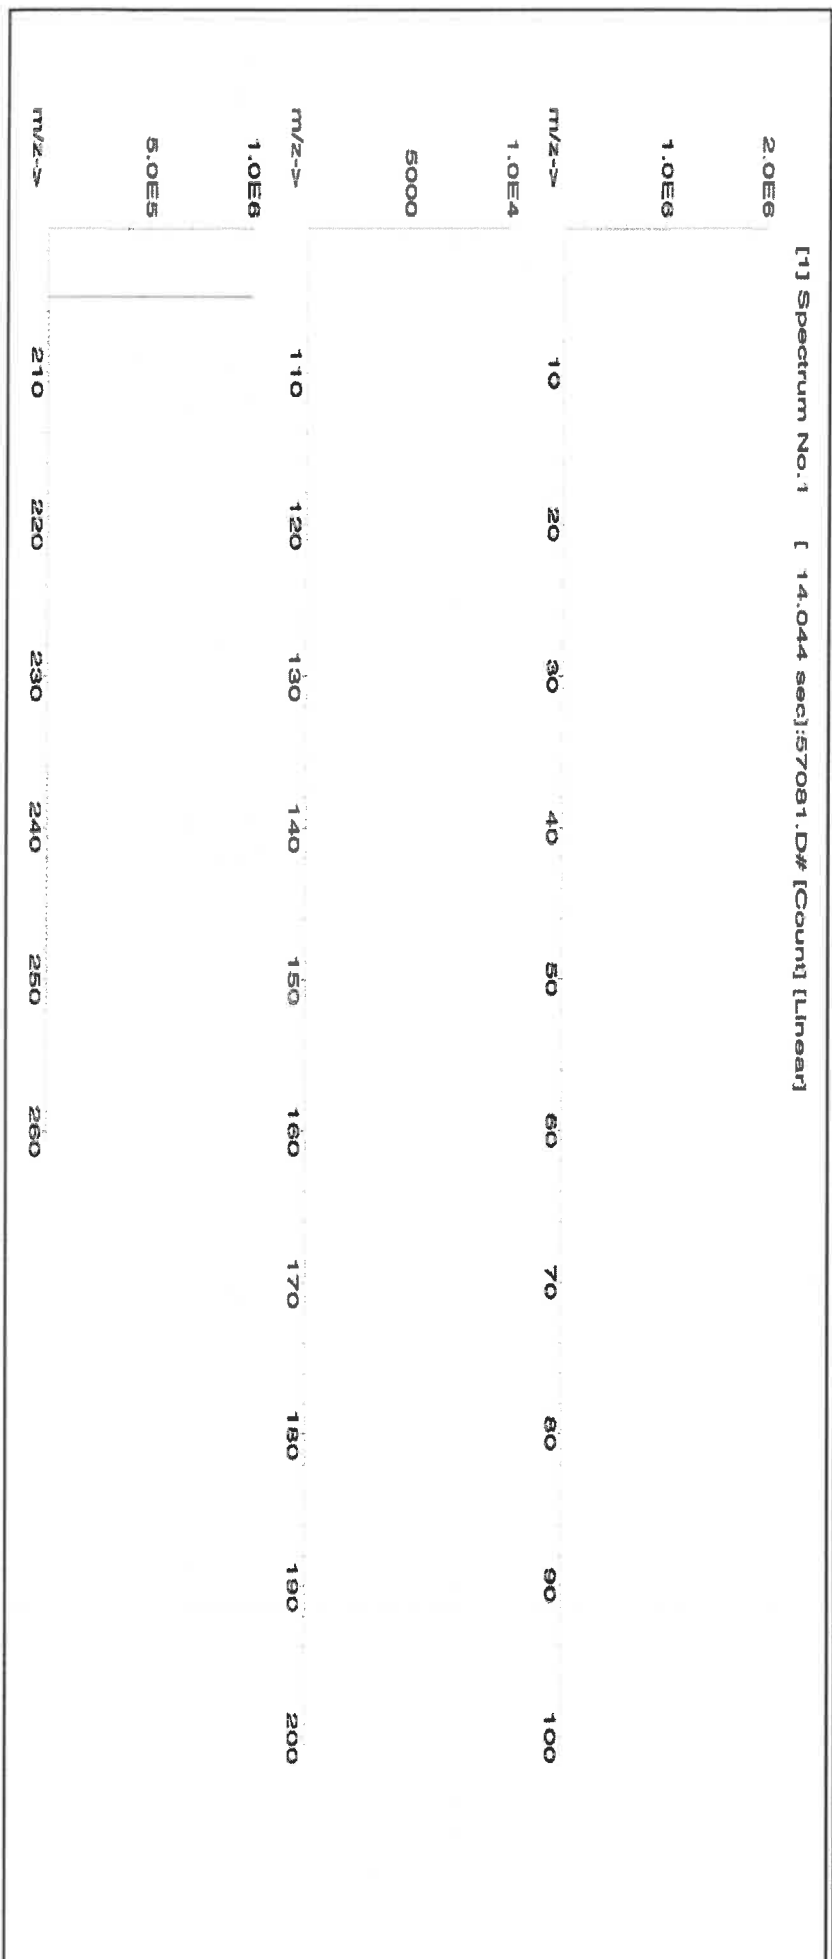 [1] Spectrum No.1 [ 14.044 sec]:57081.D# [Count] [Linear]
2.0E6
1.0E6
m/z->
10 20 30 40 50 60 70 80 90 100
1.0E4
5000
m/z->
110 120 130 140 150 160 170 180 190 200
1.0E6
5.0E5
m/z->
210 220 230 240 250 260